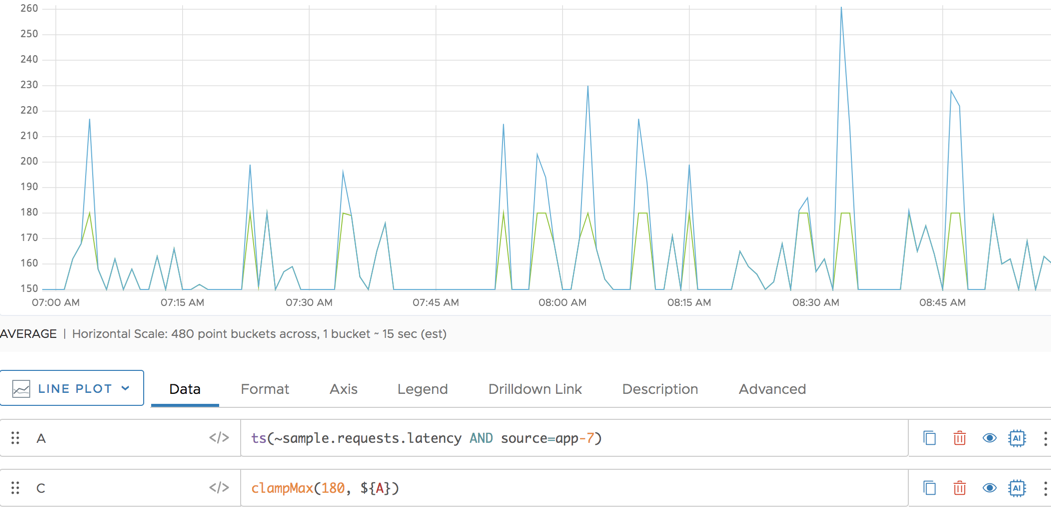 260
250
240
230
220
210
200
190
180
170
160
150
07:00 AM 07:15 AM 07:30 AM 07:45 AM 08:00 AM 08:15 AM 08:30 AM 08:45 AM
AVERAGE | Horizontal Scale: 480 point buckets across, 1 bucket ~ 15 sec (est)
LINE PLOT Data Format Axis Legend Drilldown Link Description Advanced
A </> ts(~sample.requests.latency AND source=app-7) AI
C </> clampMax(180, ${A}) AI